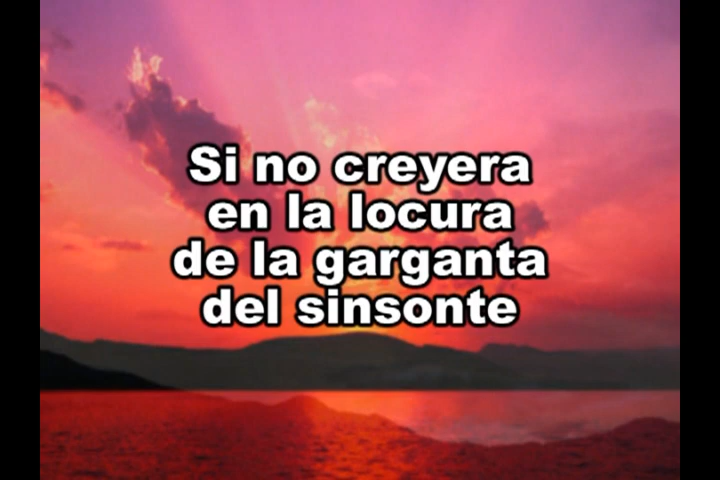 Si no creyera
en la locura
de la garganta
del sinsonte